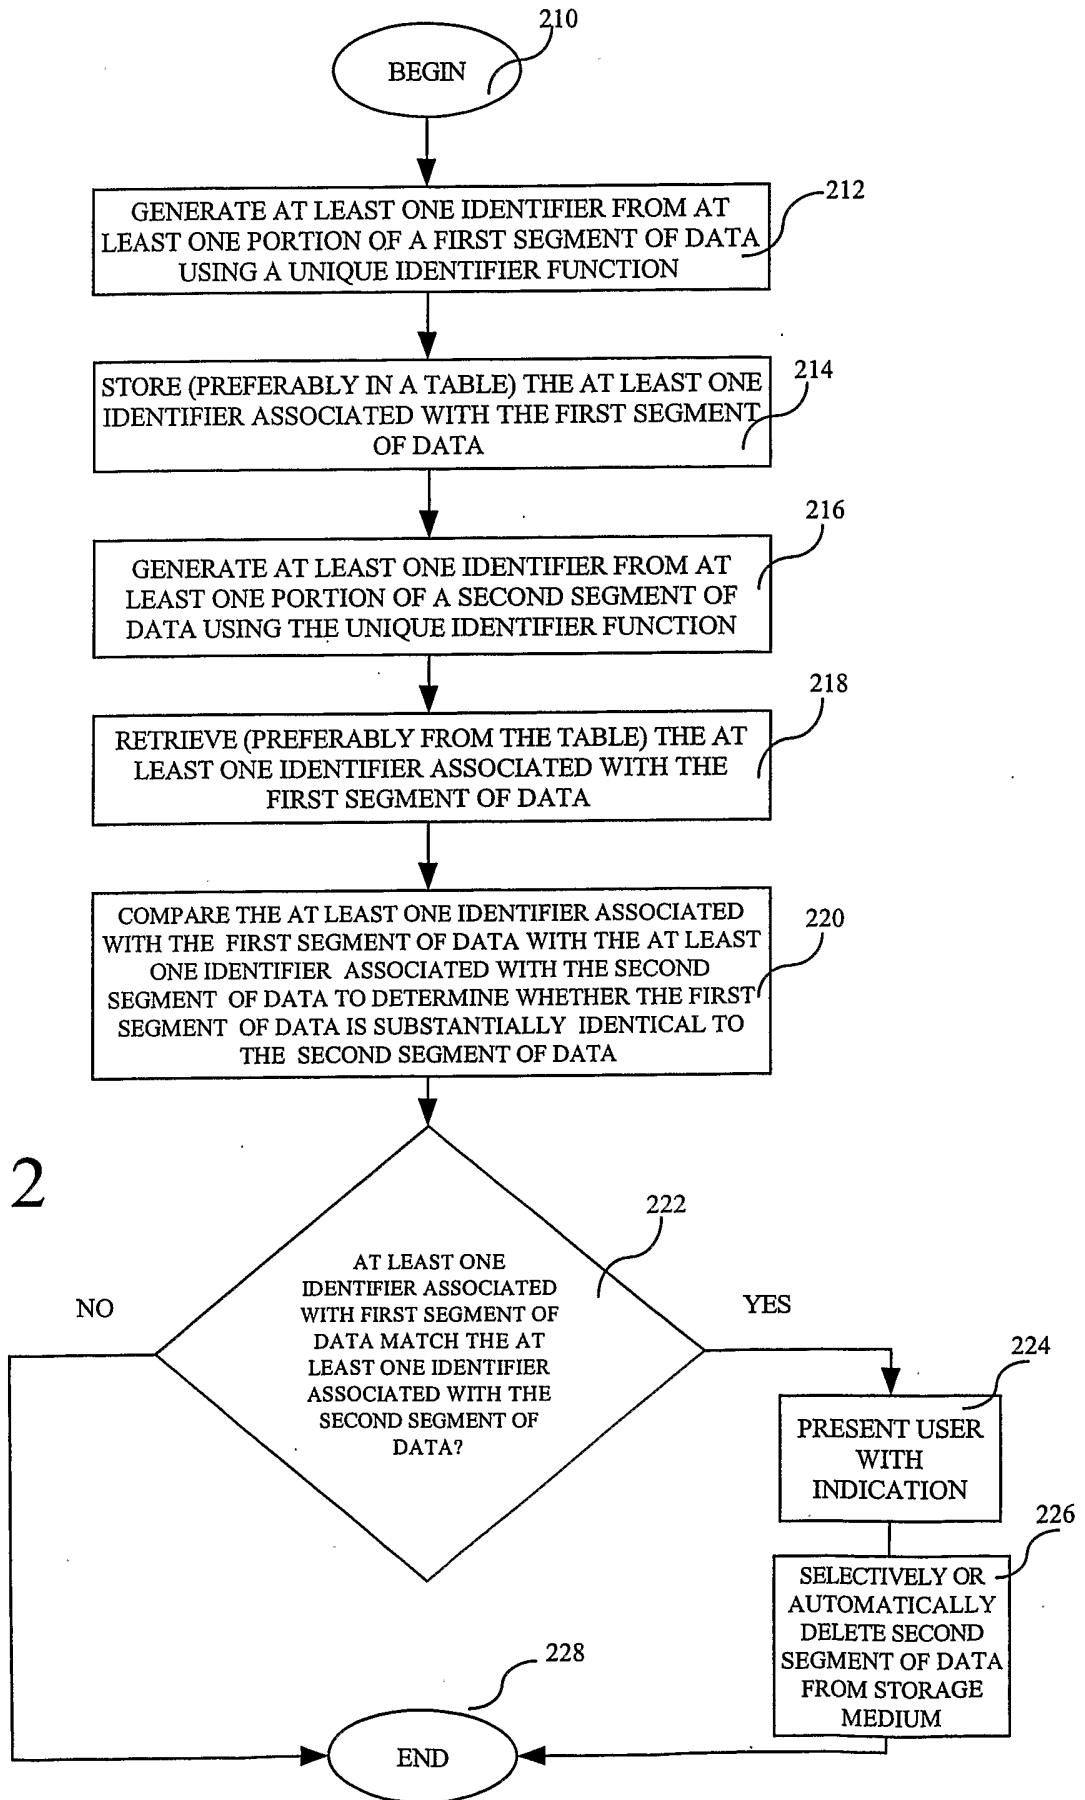 210
BEGIN
212
GENERATE AT LEAST ONE IDENTIFIER FROM AT
LEAST ONE PORTION OF A FIRST SEGMENT OF DATA
USING A UNIQUE IDENTIFIER FUNCTION
214
STORE (PREFERABLY IN A TABLE) THE AT LEAST ONE
IDENTIFIER ASSOCIATED WITH THE FIRST SEGMENT
OF DATA
216
GENERATE AT LEAST ONE IDENTIFIER FROM AT
LEAST ONE PORTION OF A SECOND SEGMENT OF
DATA USING THE UNIQUE IDENTIFIER FUNCTION
218
RETRIEVE (PREFERABLY FROM THE TABLE) THE AT
LEAST ONE IDENTIFIER ASSOCIATED WITH THE
FIRST SEGMENT OF DATA
220
COMPARE THE AT LEAST ONE IDENTIFIER ASSOCIATED
WITH THE FIRST SEGMENT OF DATA WITH THE AT LEAST
ONE IDENTIFIER ASSOCIATED WITH THE SECOND
SEGMENT OF DATA TO DETERMINE WHETHER THE FIRST
SEGMENT OF DATA IS SUBSTANTIALLY IDENTICAL TO
THE SECOND SEGMENT OF DATA
2
222
AT LEAST ONE
IDENTIFIER ASSOCIATED
WITH FIRST SEGMENT OF
DATA MATCH THE AT
LEAST ONE IDENTIFIER
ASSOCIATED WITH THE
SECOND SEGMENT OF
DATA?
NO
YES
224
PRESENT USER
WITH
INDICATION
226
SELECTIVELY OR
AUTOMATICALLY
DELETE SECOND
SEGMENT OF DATA
FROM STORAGE
MEDIUM
228
END